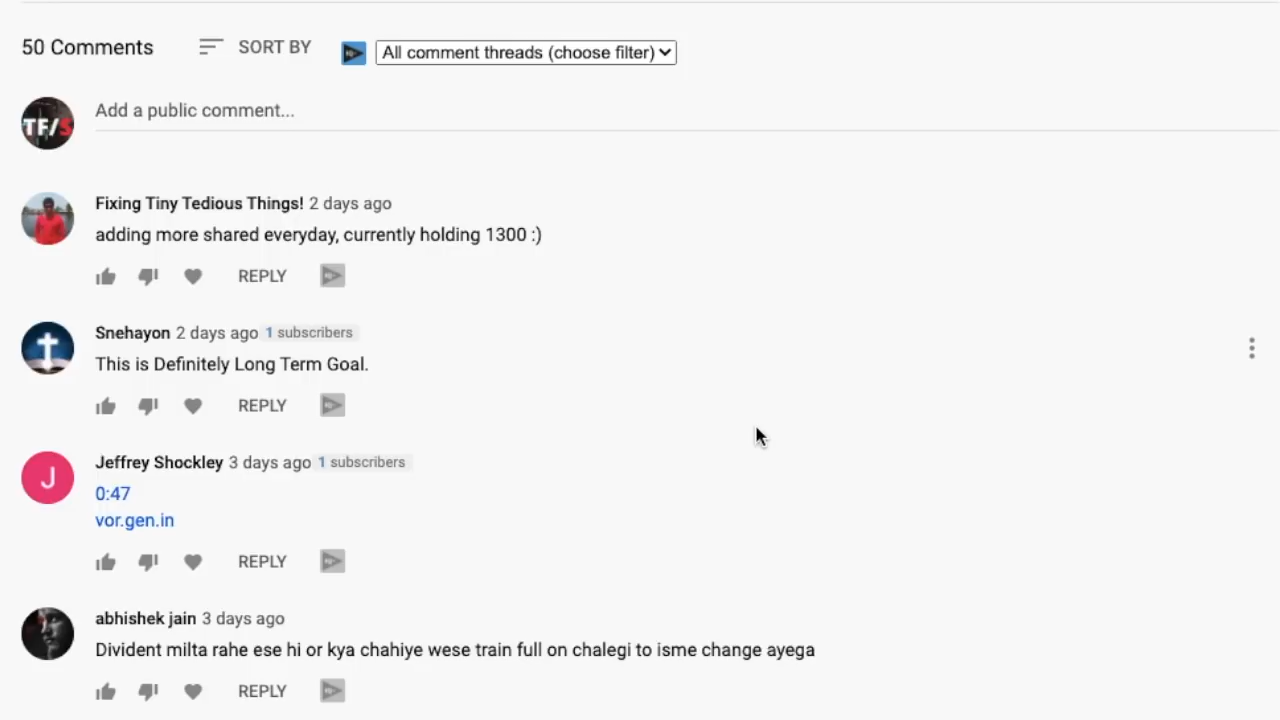 50 Comments SORT BY All comment threads (choose filter)
TF/S Add a public comment...
Fixing Tiny Tedious Things! 2 days ago
adding more shared everyday, currently holding 1300 :)
REPLY
Snehayon 2 days ago 1 subscribers
This is Definitely Long Term Goal.
REPLY
J Jeffrey Shockley 3 days ago 1 subscribers
0:47
vor.gen.in
REPLY
abhishek jain 3 days ago
Divident milta rahe ese hi or kya chahiye wese train full on chalegi to isme change ayega
REPLY